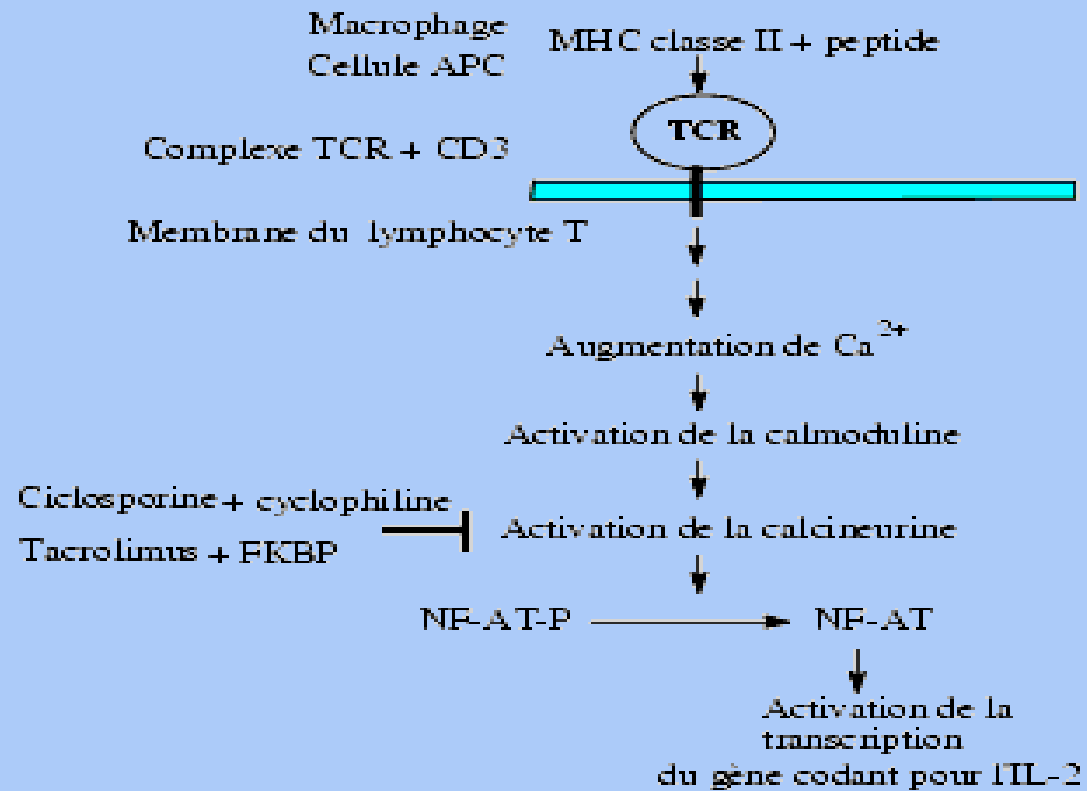 Macrophage
Cellule APC
MHC classe II + peptide
TCR
Complexe TCR + CD3
Membrane du lymphocyte T
Augmentation de Ca2+
Activation de la calmoduline
Ciclosporine + cyclophiline
Tacrolimus + FKBP
Activation de la calcineurine
NF-AT-P
NF-AT
Activation de la
transcription
du gène codant pour l'IL-2